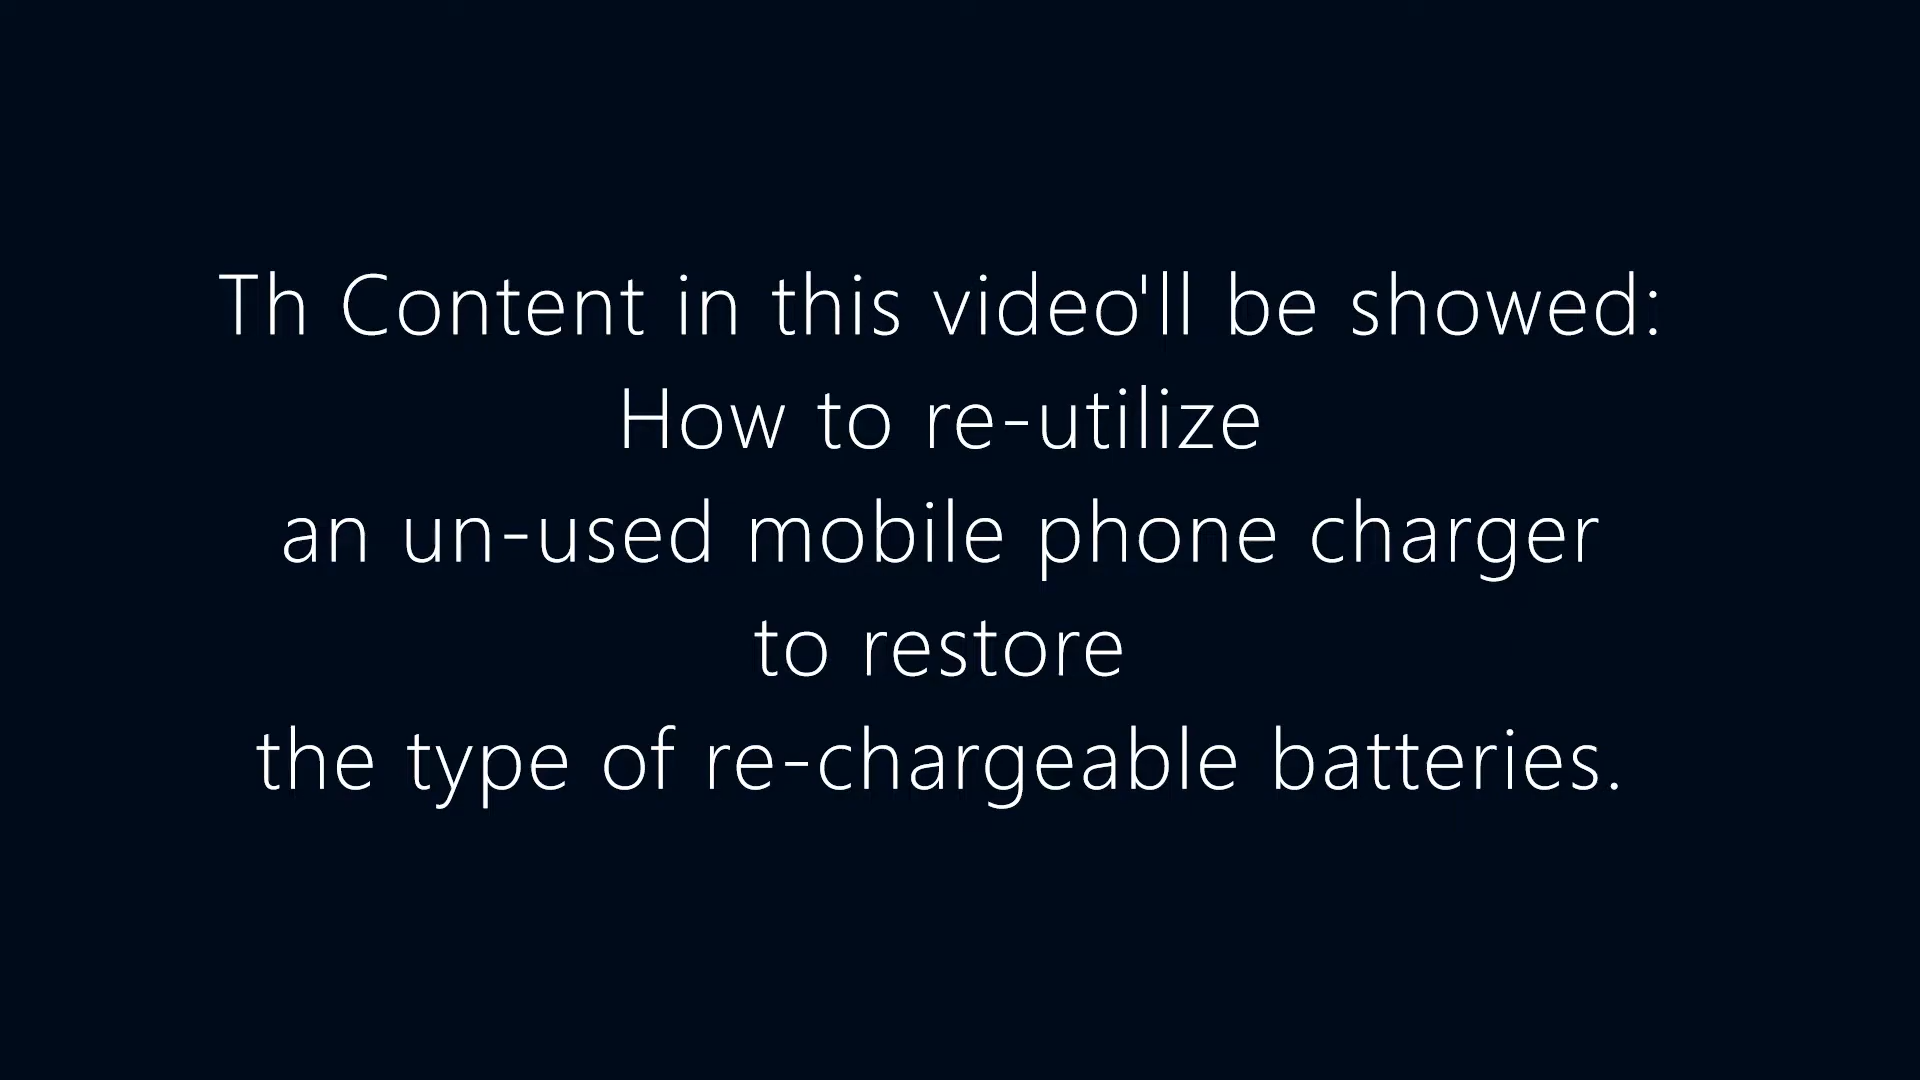 Th Content in this video'll be showed:
How to re-utilize
an un-used mobile phone charger
to restore
the type of re-chargeable batteries.